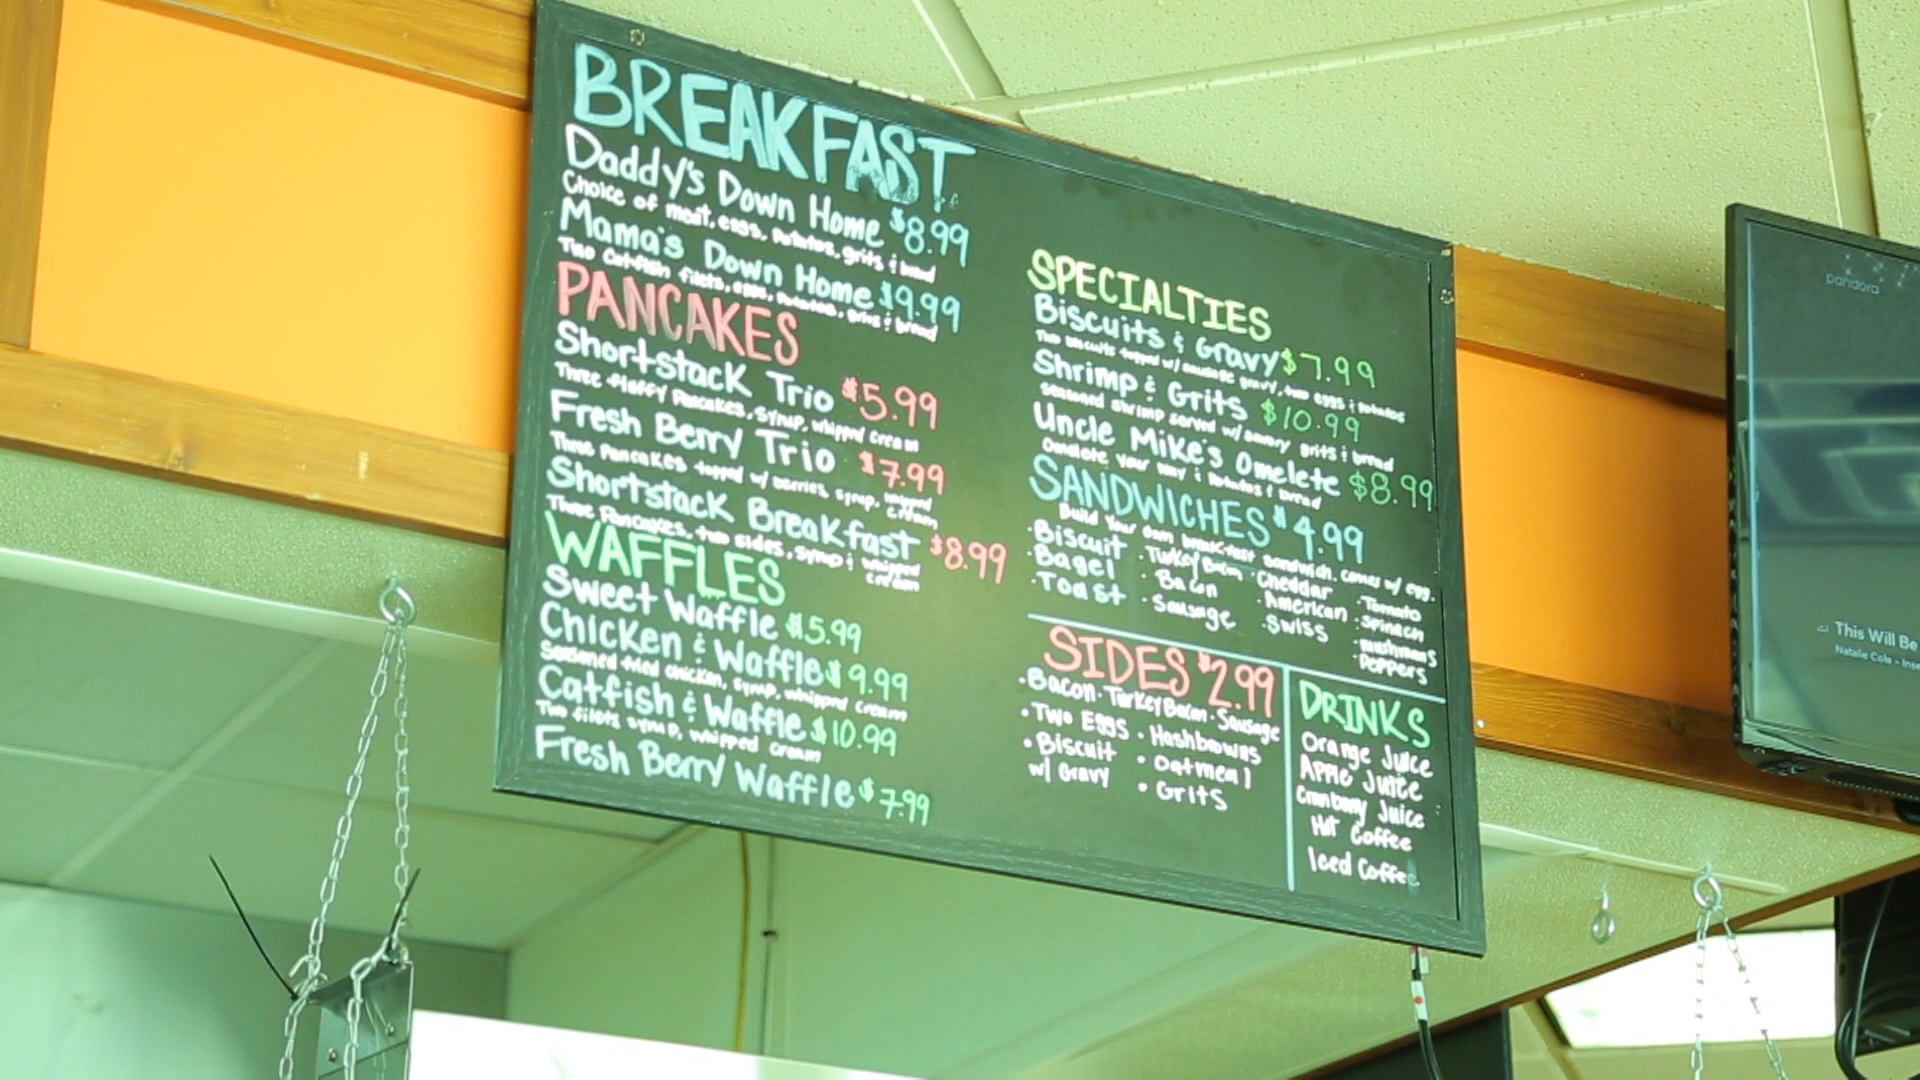 BREAKFAST
Daddy's Down Home $8.99
Choice of meat, eggs, potatoes, grits & bread
Mama's Down Home $9.99
Two Catfish filets, eggs, potatoes, grits & bread
PANCAKES
Shortstack Trio $5.99
Three fluffy Pancakes, syrup, whipped cream
Fresh Berry Trio $7.99
Three Pancakes topped w/ berries, syrup, whipped cream
Shortstack Breakfast $8.99
Three Pancakes, two sides, syrup & whipped cream
WAFFLES
Sweet Waffle $5.99
Chicken & Waffle $9.99
Seasoned fried chicken, syrup, whipped cream
Catfish & Waffle $10.99
Two filets syrup, whipped cream
Fresh Berry Waffle $7.99
SPECIALTIES
Biscuits & Gravy $7.99
Two biscuits topped w/ sausage gravy, two eggs & potatoes
Shrimp & Grits $10.99
Seasoned shrimp served w/ savory grits & bread
Uncle Mike's Omelete $8.99
Omelete your way & potatoes & bread
SANDWICHES $4.99
Build your own breakfast sandwich. comes w/ egg.
·Biscuit
·Bagel
·Toast
·Turkey Bacon
·Bacon
·Sausage
·Cheddar
·American
·Swiss
·Tomato
·Spinach
·mushrooms
·Peppers
SIDES $2.99
·Bacon ·Turkey Bacon ·Sausage
·Two Eggs ·Hashbrowns
·Biscuit w/ Gravy
·Oatmeal
·Grits
DRINKS
Orange Juice
Apple Juice
Cranberry Juice
Hot Coffee
Iced Coffee
pandora
This Will Be
Natalie Cole -